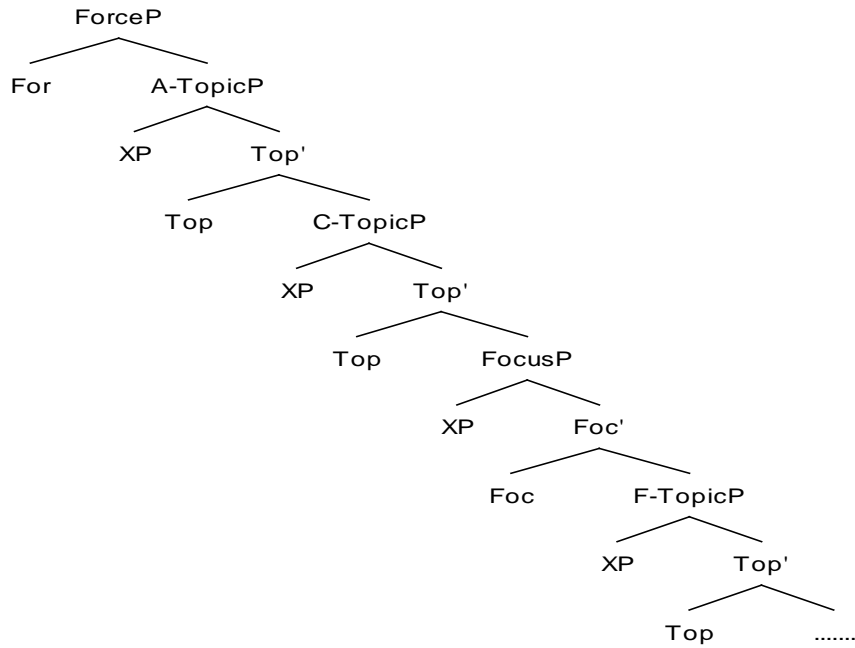 ForceP
For A-TopicP
XP Top'
Top C-TopicP
XP Top'
Top FocusP
XP Foc'
Foc F-TopicP
XP Top'
Top .......